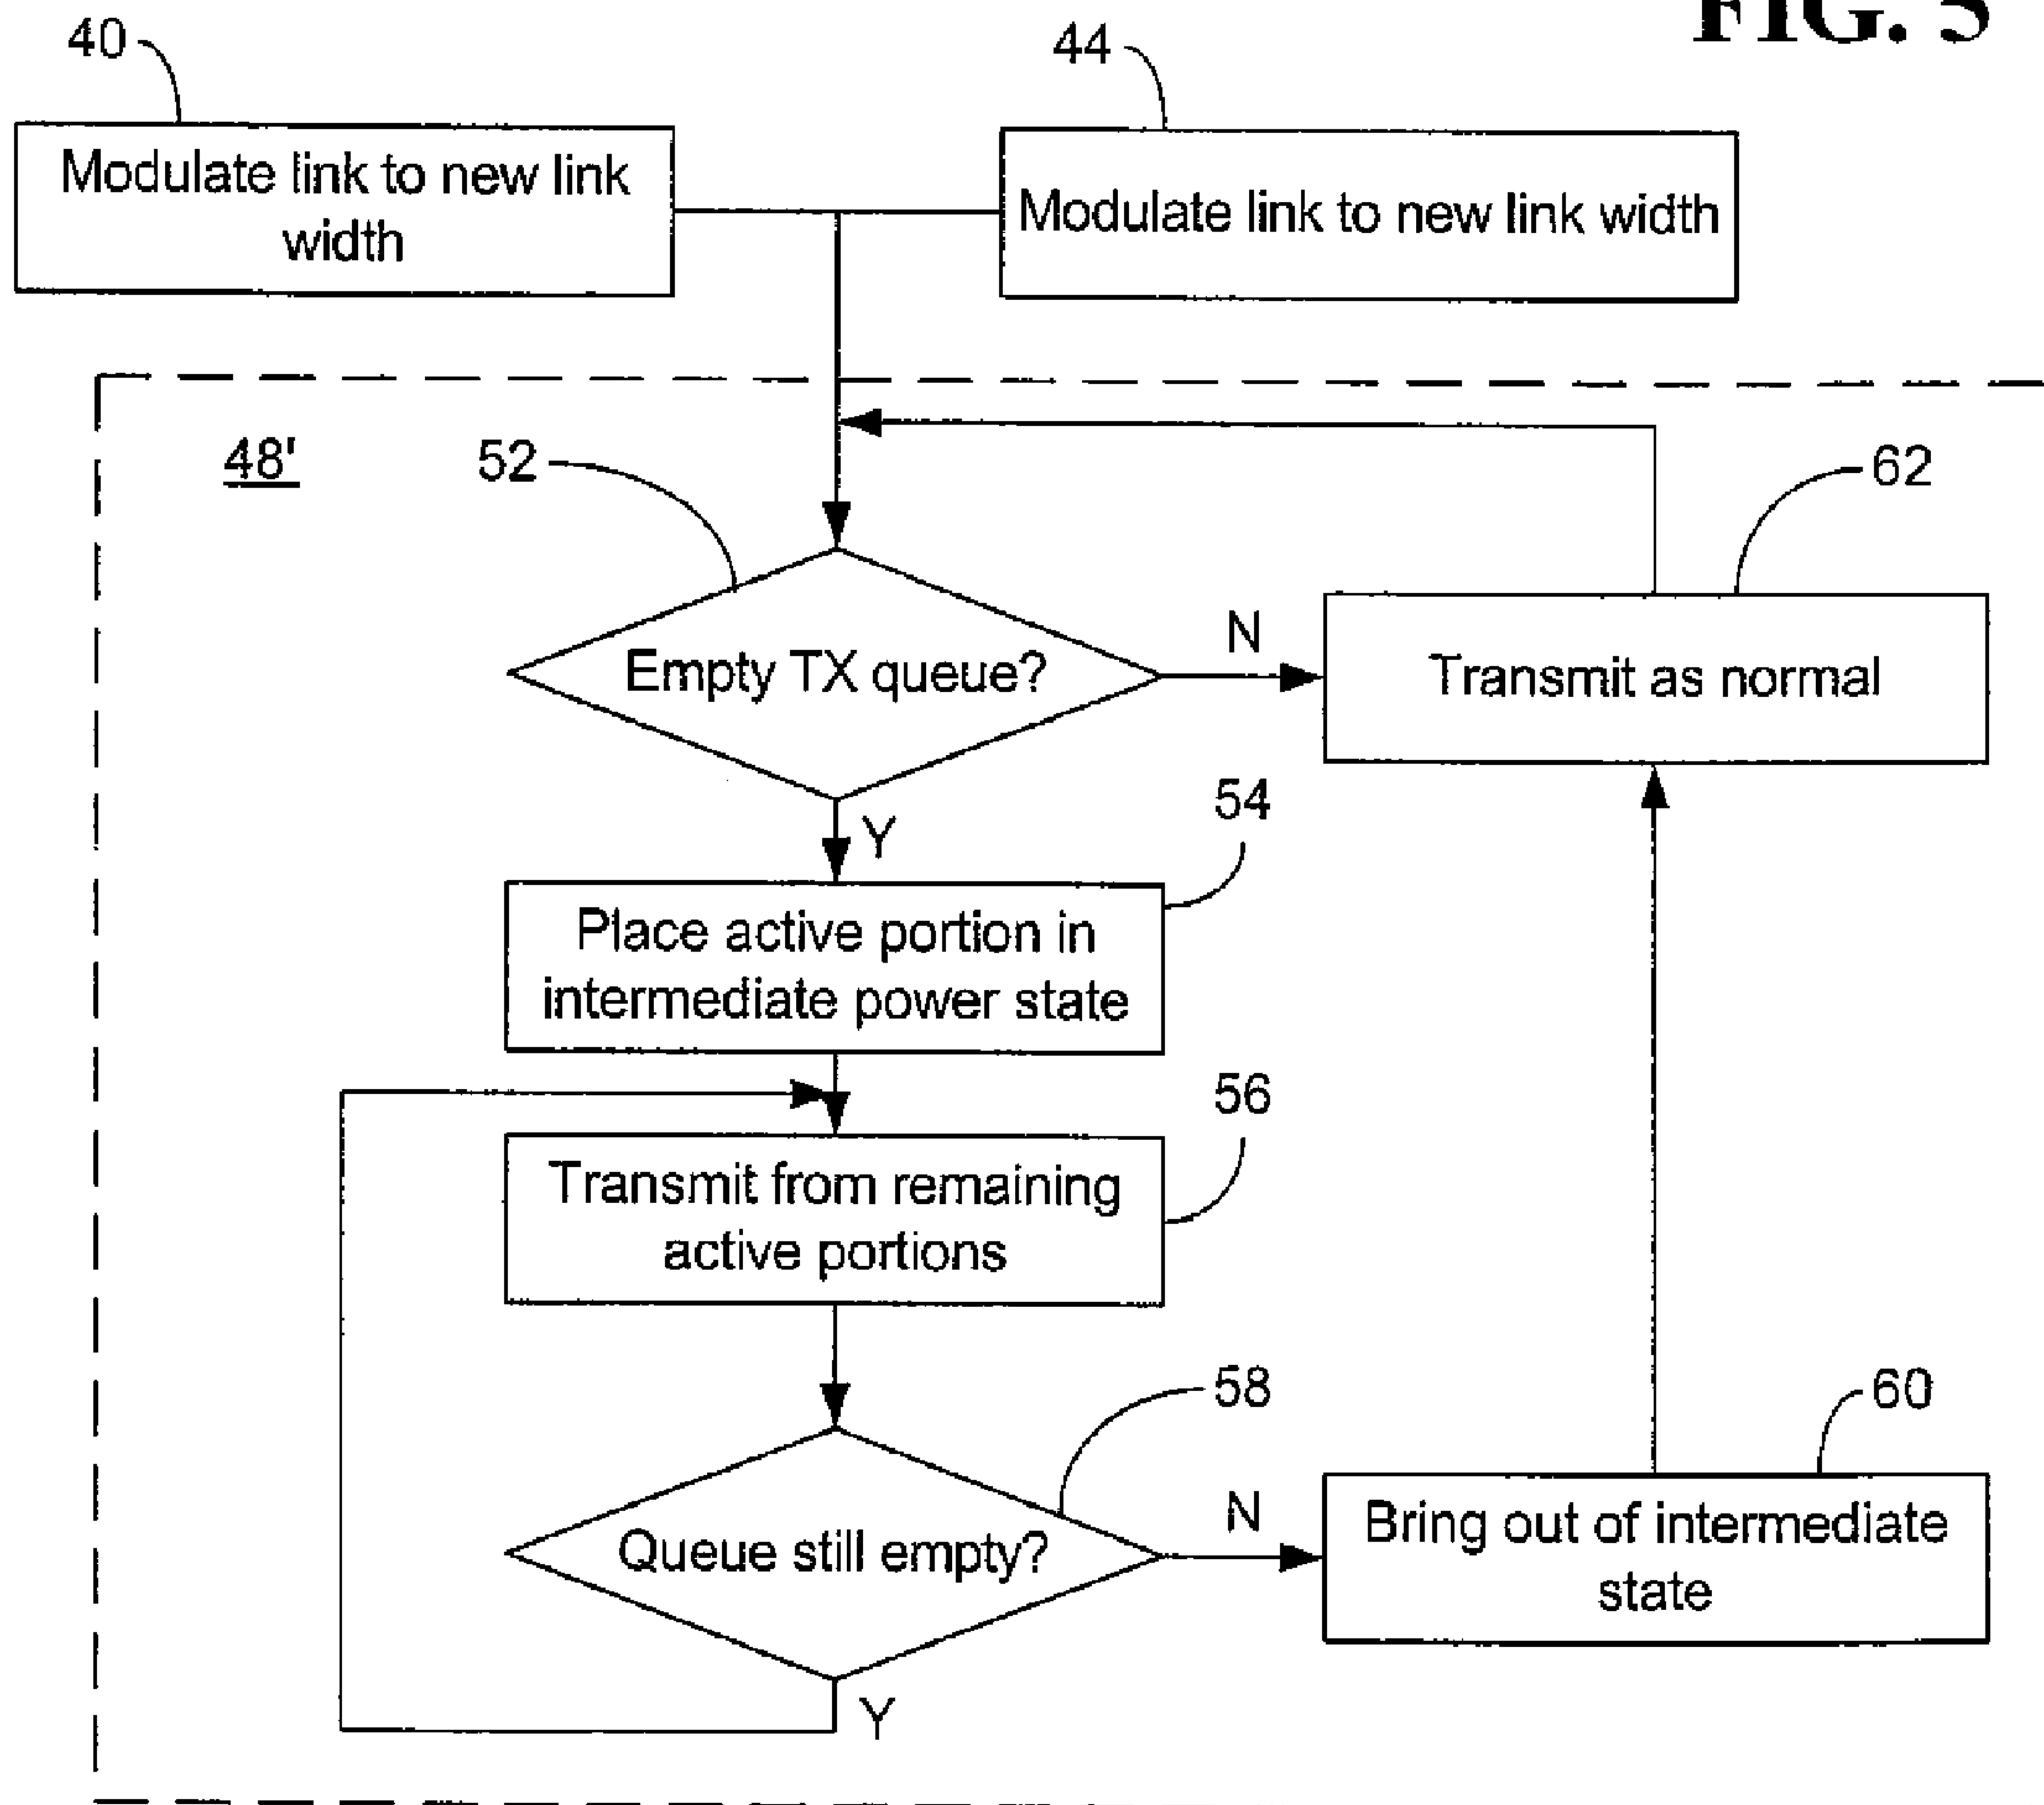 FIG. 5
40
44
Modulate link to new link
width
Modulate link to new link width
48'
52
62
Empty TX queue?
N
Transmit as normal
Y
54
Place active portion in
intermediate power state
56
Transmit from remaining
active portions
58
60
Queue still empty?
N
Bring out of intermediate
state
Y